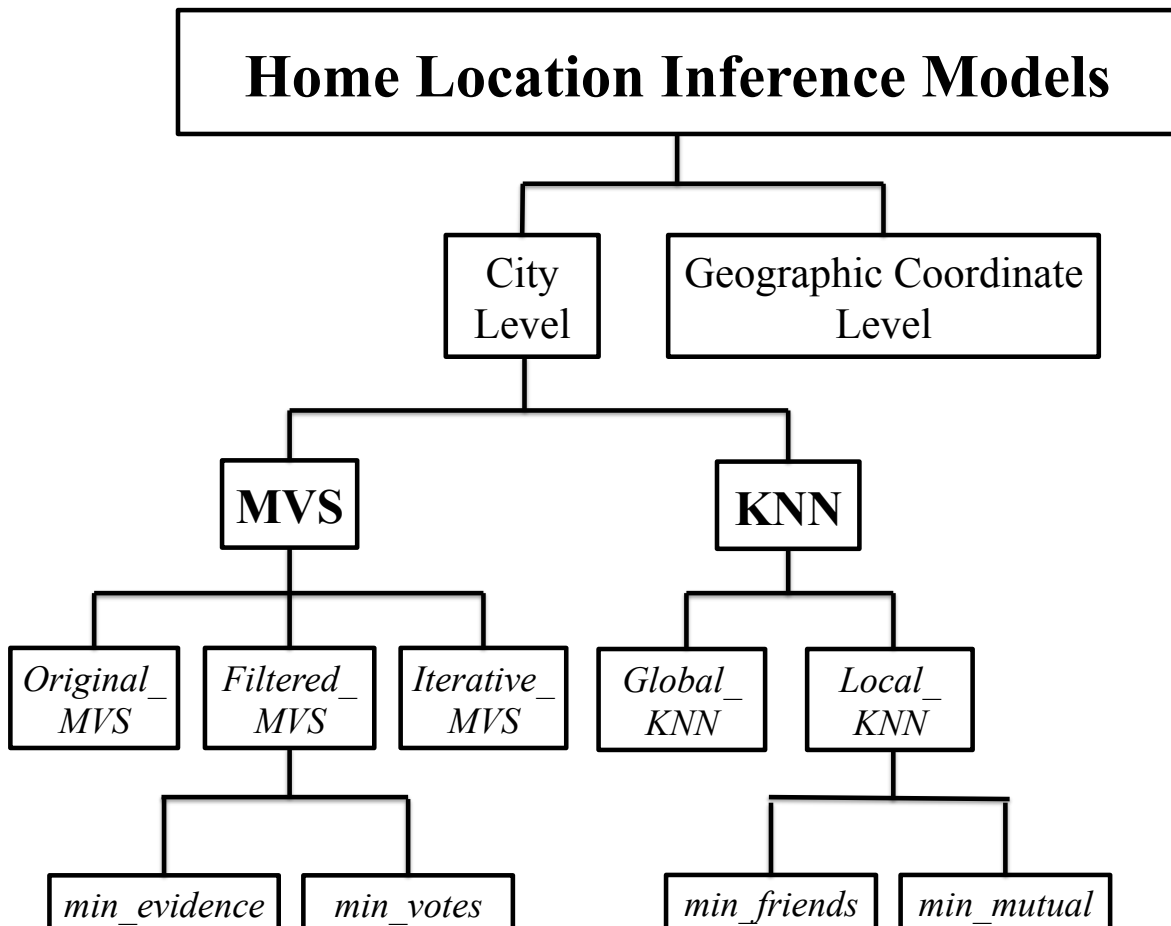 Home Location Inference Models
City
Level
Geographic Coordinate
Level
MVS
KNN
Original_
MVS
Filtered_
MVS
Iterative_
MVS
Global_
KNN
Local_
KNN
min_evidence
min_votes
min_friends
min_mutual